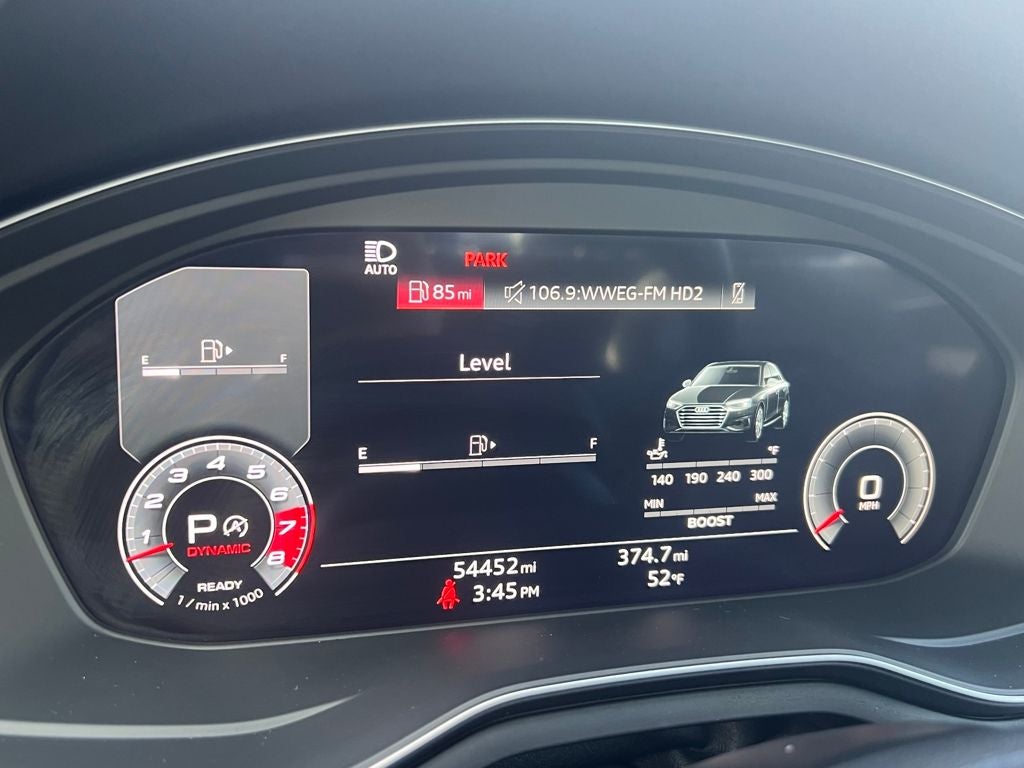 AUTO
PARK
85 mi
106.9:WWEG-FM HD2
E F
Level
E F
°F
140 190 240 300
MIN MAX
BOOST
1 2 3 4 5 6 7 8
P A
DYNAMIC
READY
1 / min x 1000
0
MPH
54452 mi
374.7 mi
3:45 PM
52 °F